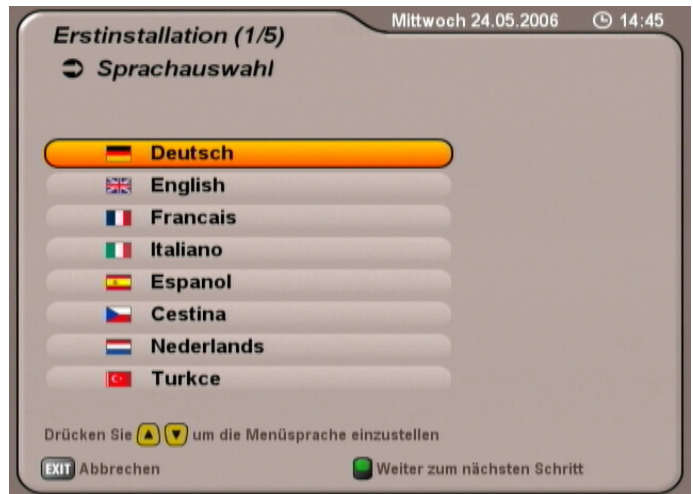 Mittwoch 24.05.2006 14:45
Erstinstallation (1/5)
Sprachauswahl
Deutsch
English
Francais
Italiano
Espanol
Cestina
Nederlands
Turkce
Drücken Sie um die Menüsprache einzustellen
EXIT Abbrechen Weiter zum nächsten Schritt